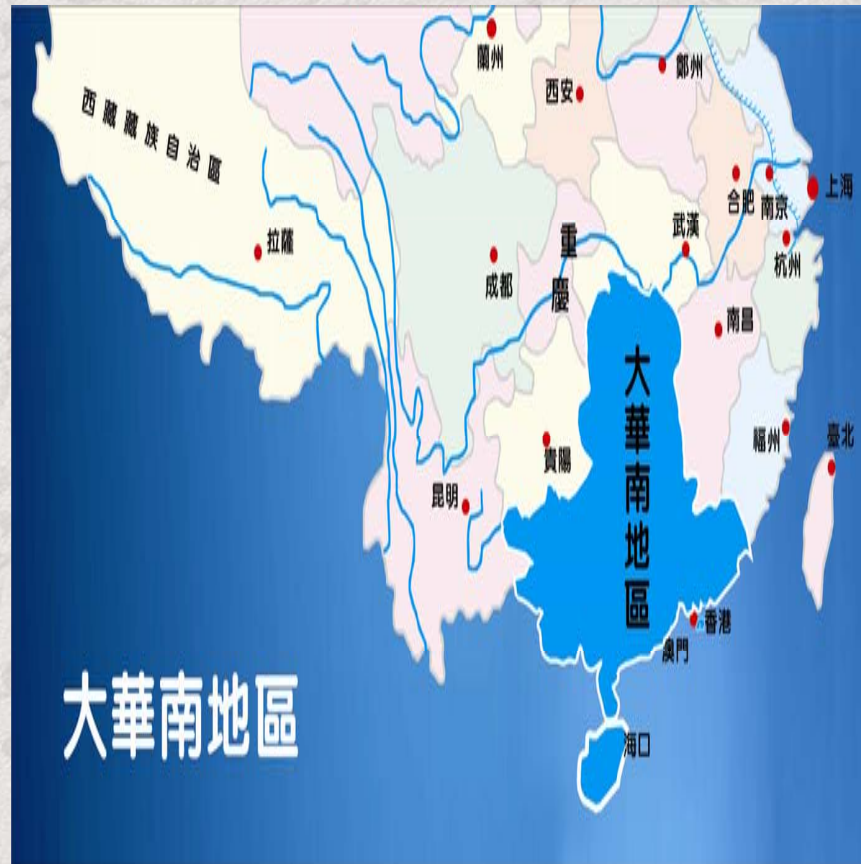 蘭州
鄭州
西安
西藏藏族自治區
合肥
南京
上海
武漢
重慶
杭州
拉薩
成都
南昌
大華南地區
福州
臺北
貴陽
昆明
香港
澳門
大華南地區
海口